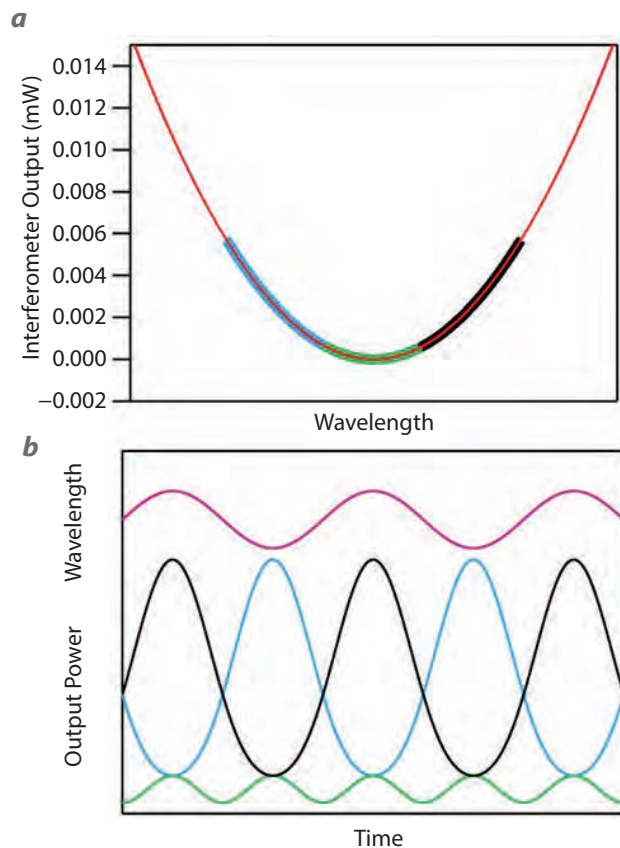 a
Interferometer Output (mW)
0.014
0.012
0.010
0.008
0.006
0.004
0.002
0.000
−0.002
Wavelength
b
Wavelength
Output Power
Time